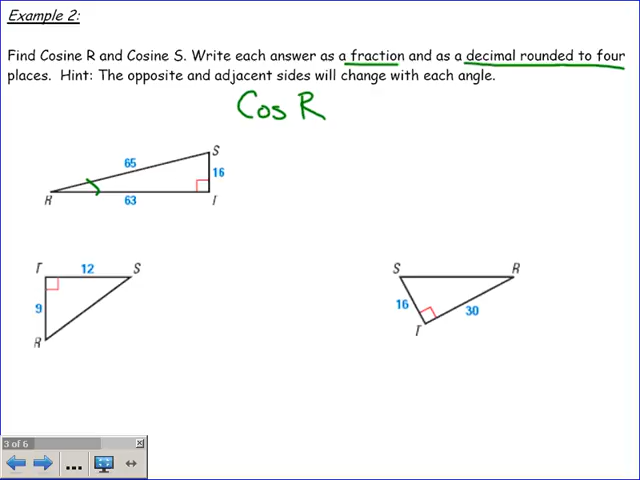 Example 2:
Find Cosine R and Cosine S. Write each answer as a fraction and as a decimal rounded to four
places. Hint: The opposite and adjacent sides will change with each angle.
Cos R
S
65
16
R
63
T
T
12
S
9
R
S
R
16
30
T
3 of 6